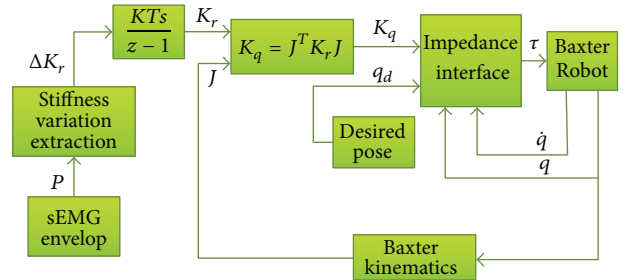 KTs
z − 1
K_r
K_q = J^T K_r J
K_q
Impedance
interface
τ
Baxter
Robot
ΔK_r
J
q_d
Stiffness
variation
extraction
Desired
pose
q̇
q
P
sEMG
envelop
Baxter
kinematics